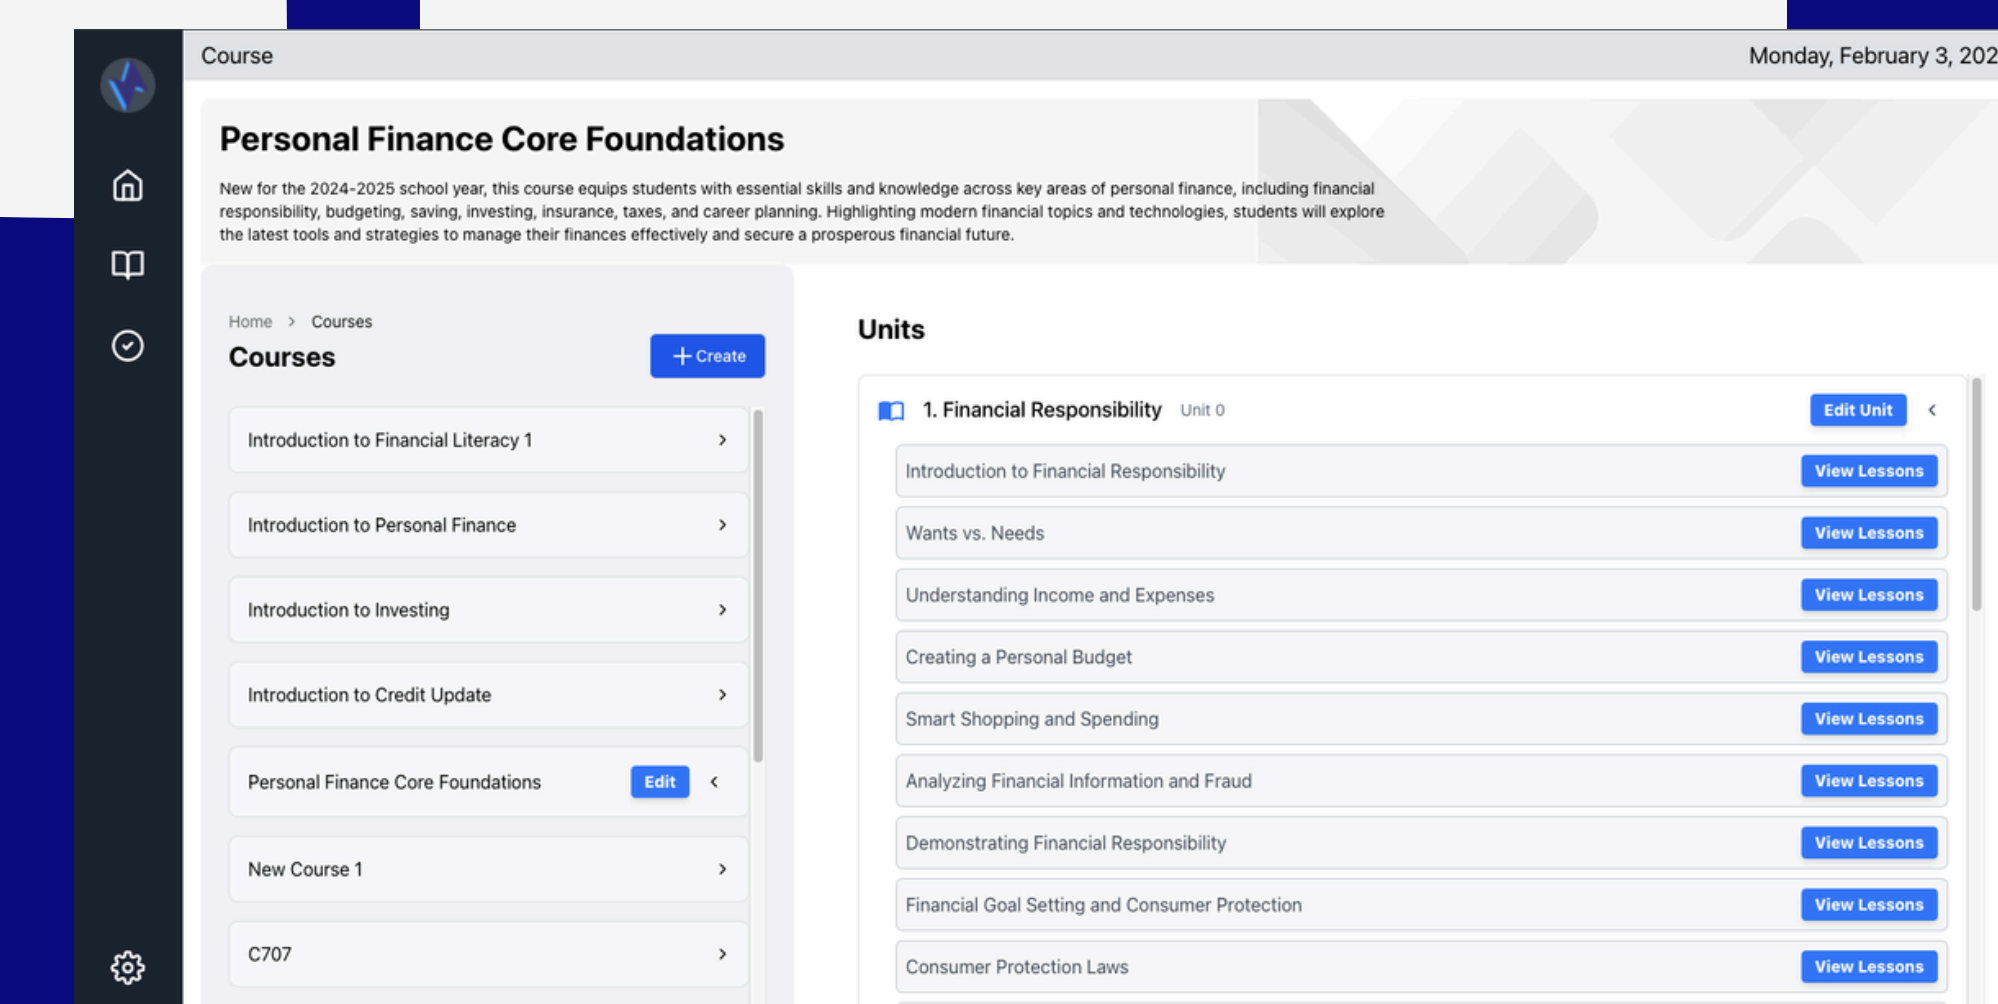 Course
Monday, February 3, 202
Personal Finance Core Foundations
New for the 2024-2025 school year, this course equips students with essential skills and knowledge across key areas of personal finance, including financial
responsibility, budgeting, saving, investing, insurance, taxes, and career planning. Highlighting modern financial topics and technologies, students will explore
the latest tools and strategies to manage their finances effectively and secure a prosperous financial future.
Home > Courses
Courses
+ Create
Introduction to Financial Literacy 1
Introduction to Personal Finance
Introduction to Investing
Introduction to Credit Update
Personal Finance Core Foundations
Edit
New Course 1
C707
Units
1. Financial Responsibility Unit 0
Edit Unit
Introduction to Financial Responsibility
View Lessons
Wants vs. Needs
View Lessons
Understanding Income and Expenses
View Lessons
Creating a Personal Budget
View Lessons
Smart Shopping and Spending
View Lessons
Analyzing Financial Information and Fraud
View Lessons
Demonstrating Financial Responsibility
View Lessons
Financial Goal Setting and Consumer Protection
View Lessons
Consumer Protection Laws
View Lessons